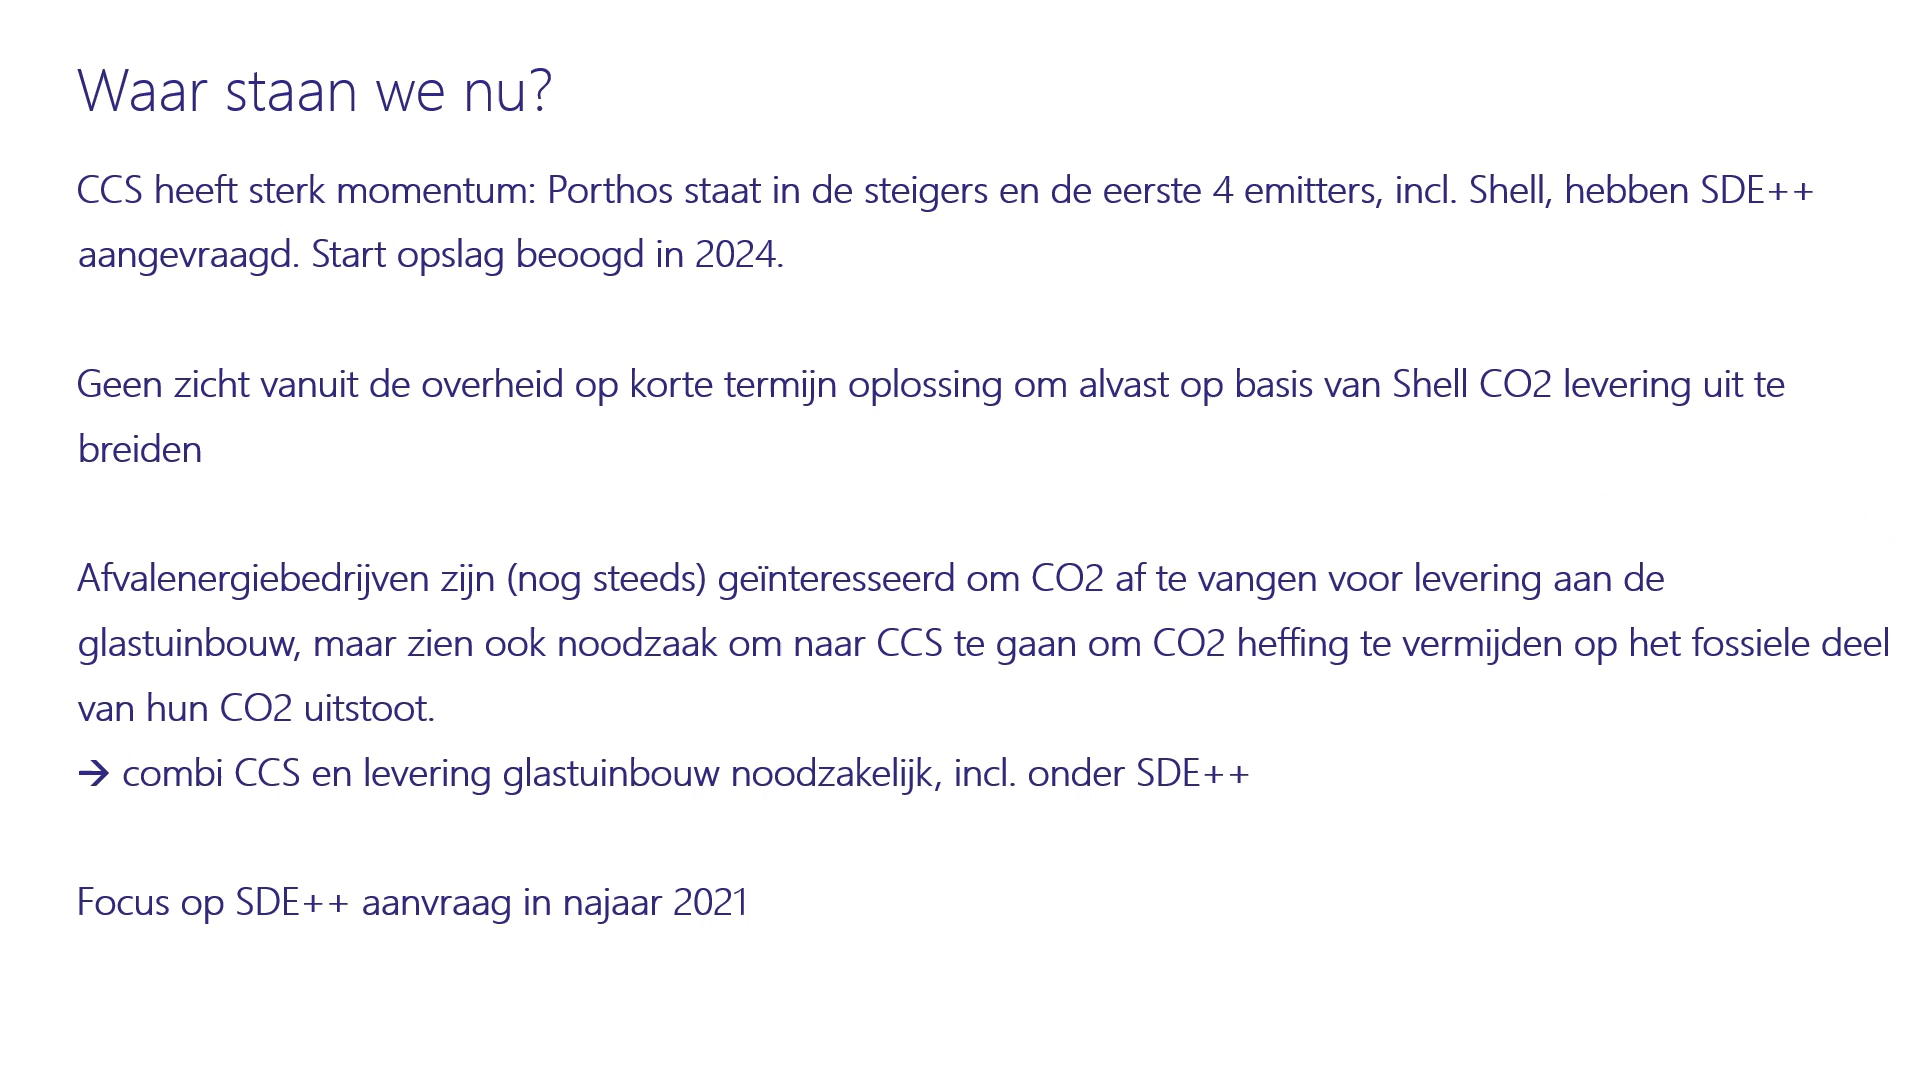 Waar staan we nu?
CCS heeft sterk momentum: Porthos staat in de steigers en de eerste 4 emitters, incl. Shell, hebben SDE++
aangevraagd. Start opslag beoogd in 2024.
Geen zicht vanuit de overheid op korte termijn oplossing om alvast op basis van Shell CO2 levering uit te
breiden
Afvalenergiebedrijven zijn (nog steeds) geïnteresseerd om CO2 af te vangen voor levering aan de
glastuinbouw, maar zien ook noodzaak om naar CCS te gaan om CO2 heffing te vermijden op het fossiele deel
van hun CO2 uitstoot.
→ combi CCS en levering glastuinbouw noodzakelijk, incl. onder SDE++
Focus op SDE++ aanvraag in najaar 2021